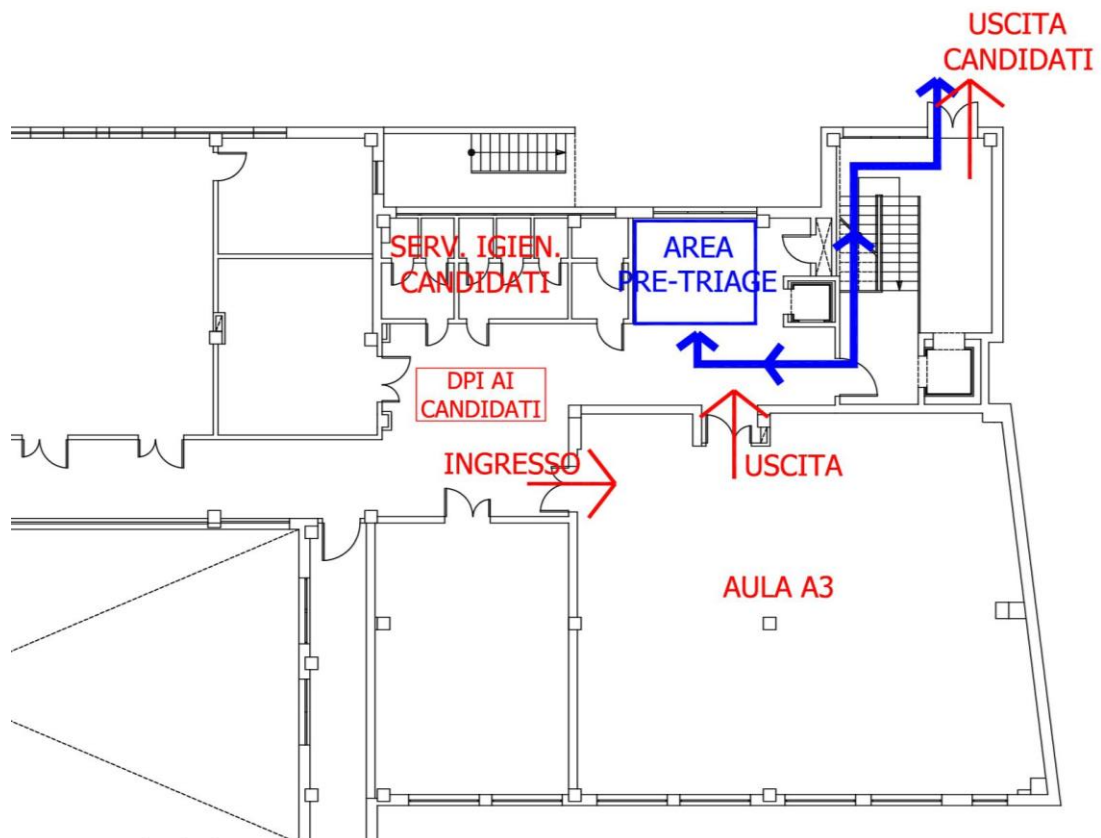 USCITA
CANDIDATI
SERV. IGIEN.
CANDIDATI
AREA
PRE-TRIAGE
DPI AI
CANDIDATI
INGRESSO
USCITA
AULA A3